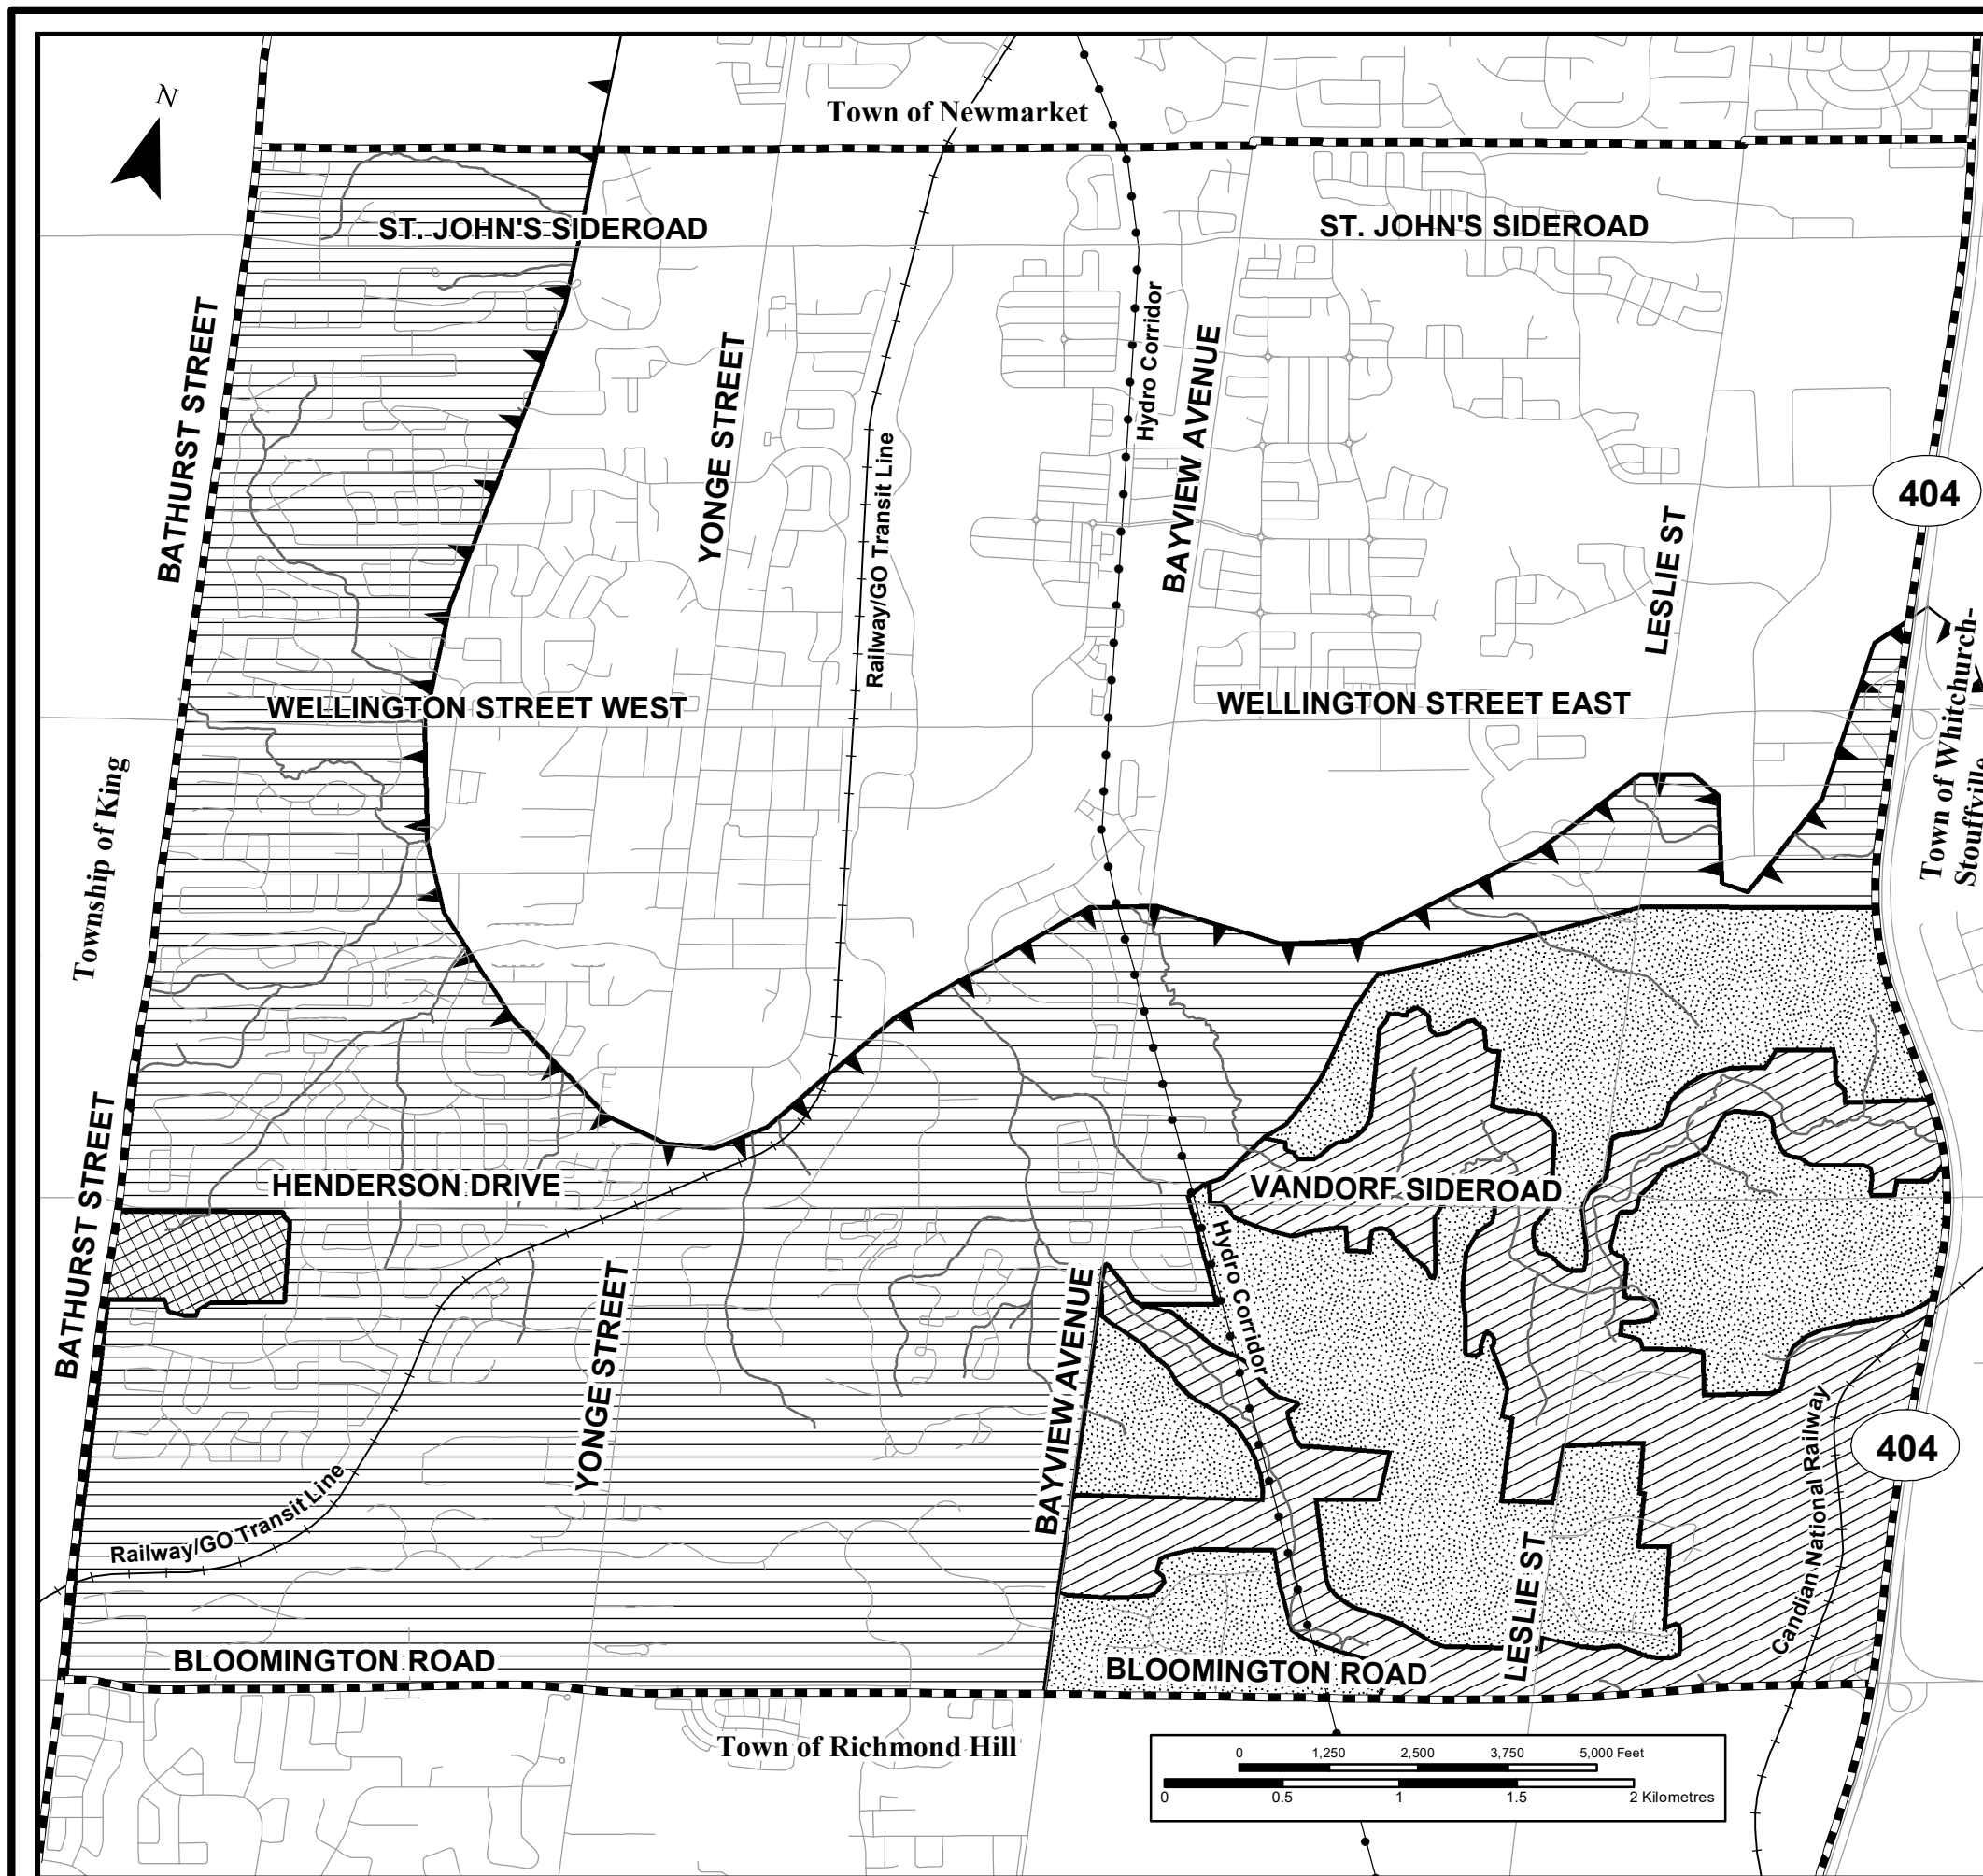 N
Town of Newmarket
ST. JOHN'S SIDEROAD
ST. JOHN'S SIDEROAD
BATHURST STREET
YONGE STREET
Railway/GO Transit Line
Hydro Corridor
BAYVIEW AVENUE
LESLIE ST
404
WELLINGTON STREET WEST
WELLINGTON STREET EAST
Township of King
Town of Whitchurch-
Stouffville
BATHURST STREET
HENDERSON DRIVE
VANDORF SIDEROAD
YONGE STREET
BAYVIEW AVENUE
Hydro Corridor
404
Candian National Railway
Railway/GO Transit Line
LESLIE ST
BLOOMINGTON ROAD
BLOOMINGTON ROAD
Town of Richmond Hill
0 1,250 2,500 3,750 5,000 Feet
0 0.5 1 1.5 2 Kilometres